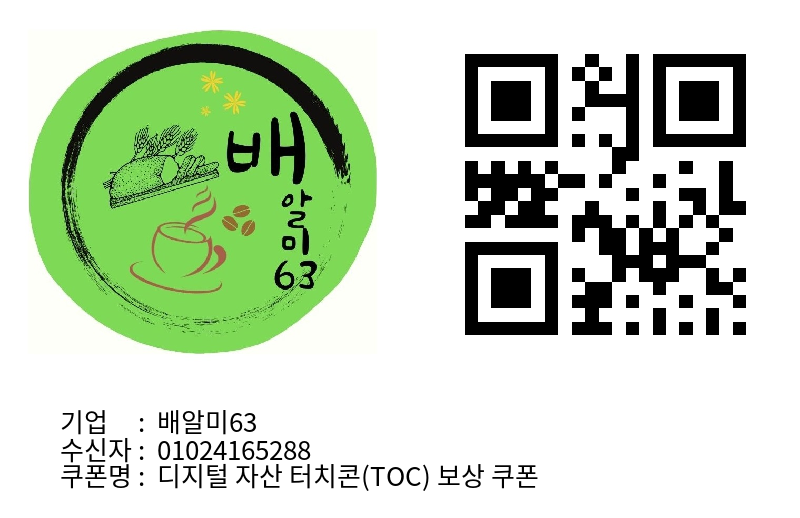 배
알
미
63
기업 : 배알미63
수신자 : 01024165288
쿠폰명 : 디지털 자산 터치콘(TOC) 보상 쿠폰